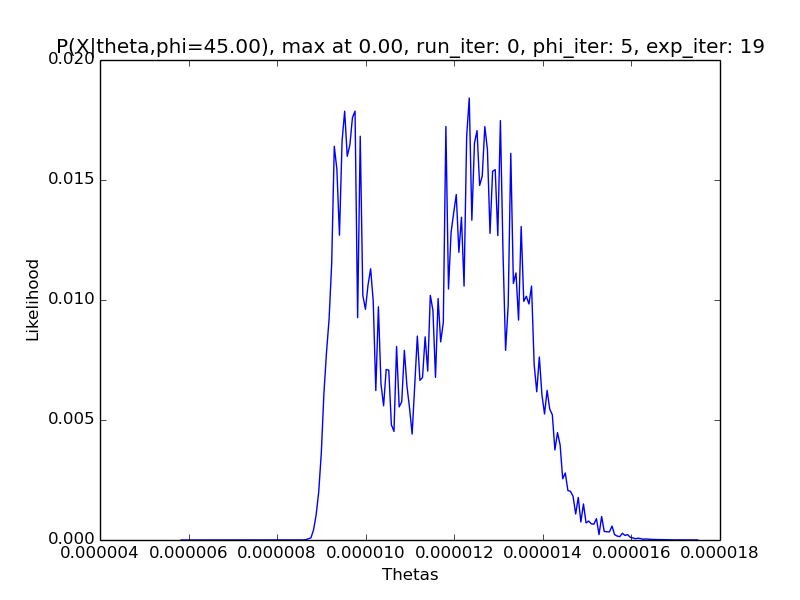 P(X|theta,phi=45.00), max at 0.00, run_iter: 0, phi_iter: 5, exp_iter: 19
0.020
0.015
0.010
0.005
0.000
Likelihood
0.000004 0.000006 0.000008 0.000010 0.000012 0.000014 0.000016 0.000018
Thetas